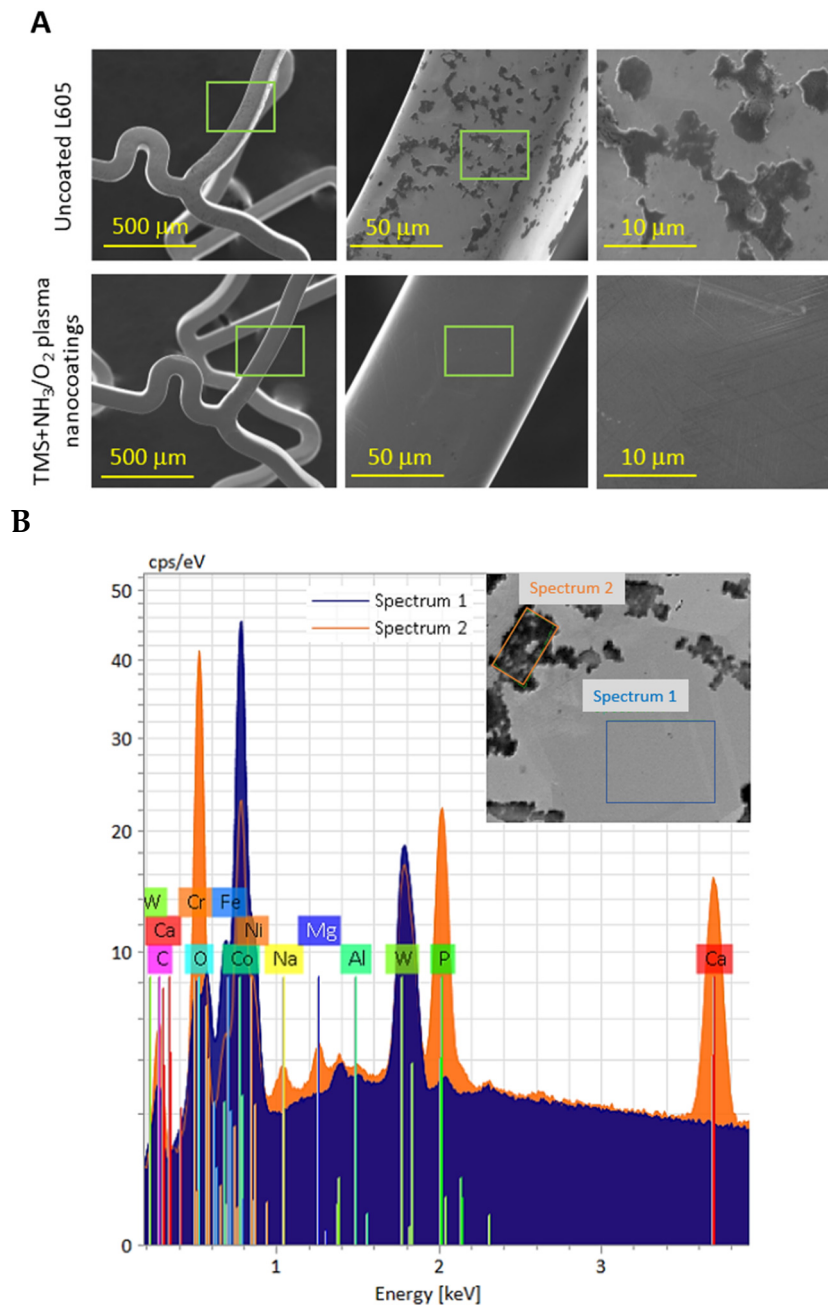 A
Uncoated L605
500 µm
50 µm
10 µm
TMS+NH₃/O₂ plasma
nanocoatings
500 µm
50 µm
10 µm
B
cps/eV
50
40
30
20
10
0
Spectrum 1
Spectrum 2
Spectrum 2
Spectrum 1
W
Cr
Fe
Ca
Ni
Mg
C
O
Co
Na
Al
W
P
Ca
1
2
3
Energy [keV]